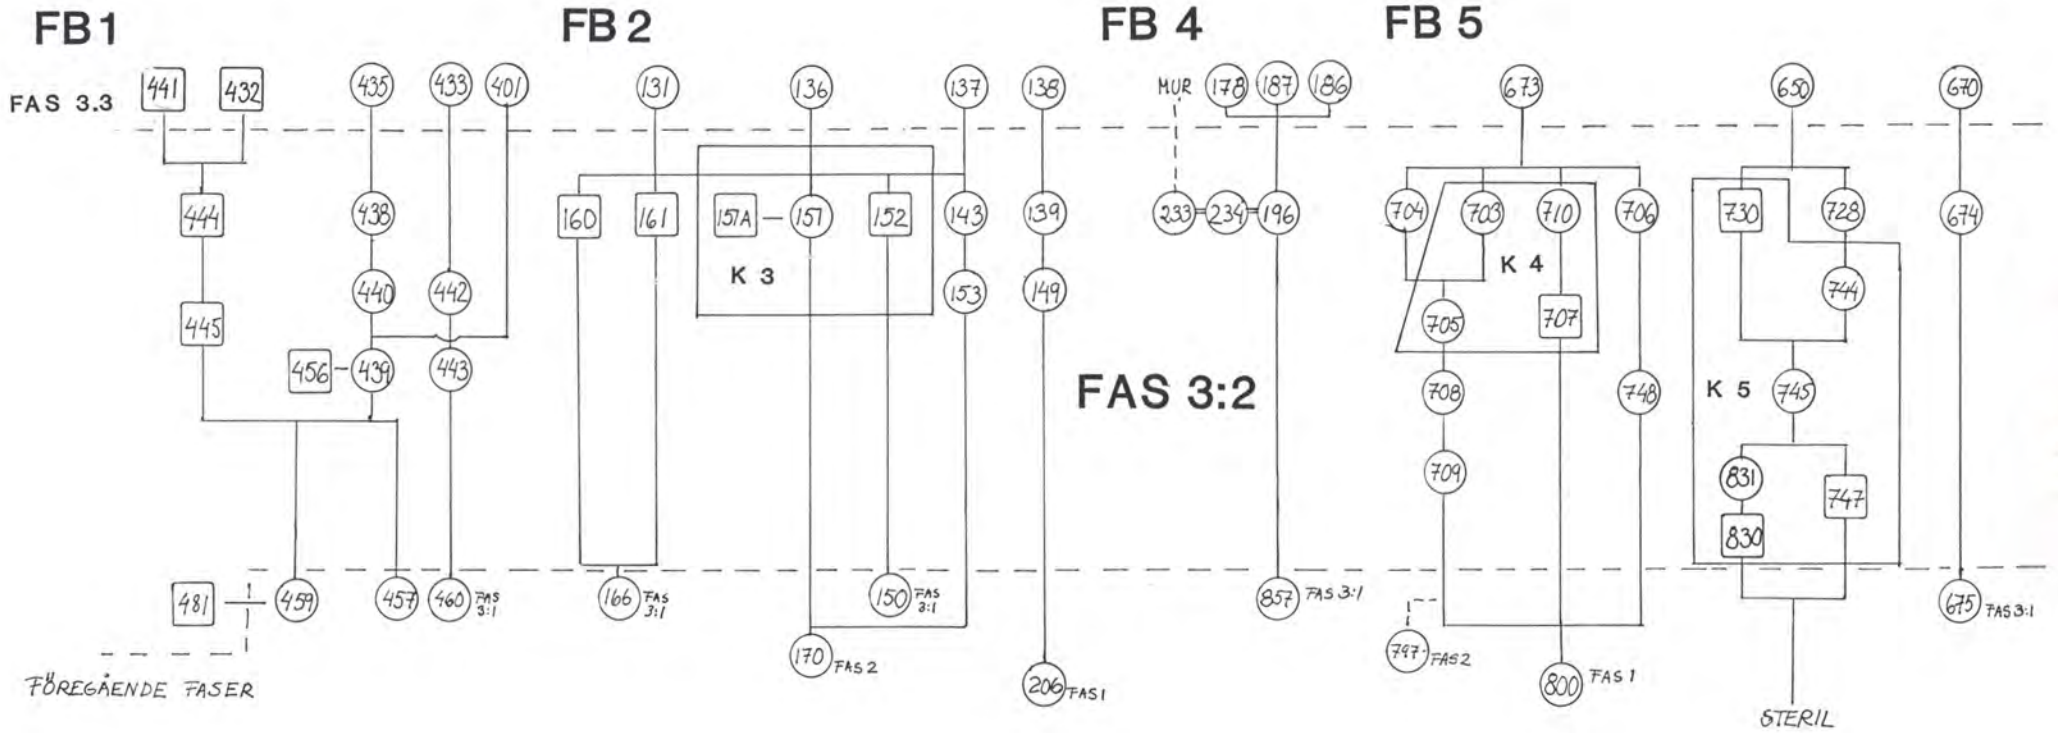 FB 1 FB 2 FB 4 FB 5
FAS 3.3 441 432 435 433 401 131 136 137 138 MUR 178 187 186 673 650 670
444 438 160 161 157A 157 152 143 139 233 234 196 704 703 710 706 730 728 674
K 3 K 4
445 440 442 153 149 705 707 744
456 439 443 FAS 3:2 708 748 K 5 745
709 831 747
830
481 459 457 460 FAS 3:1 166 FAS 3:1 150 FAS 3:1 857 FAS 3:1 675 FAS 3:1
170 FAS 2 797 FAS 2
FÖREGÅENDE FASER 206 FAS 1 800 FAS 1
STERIL